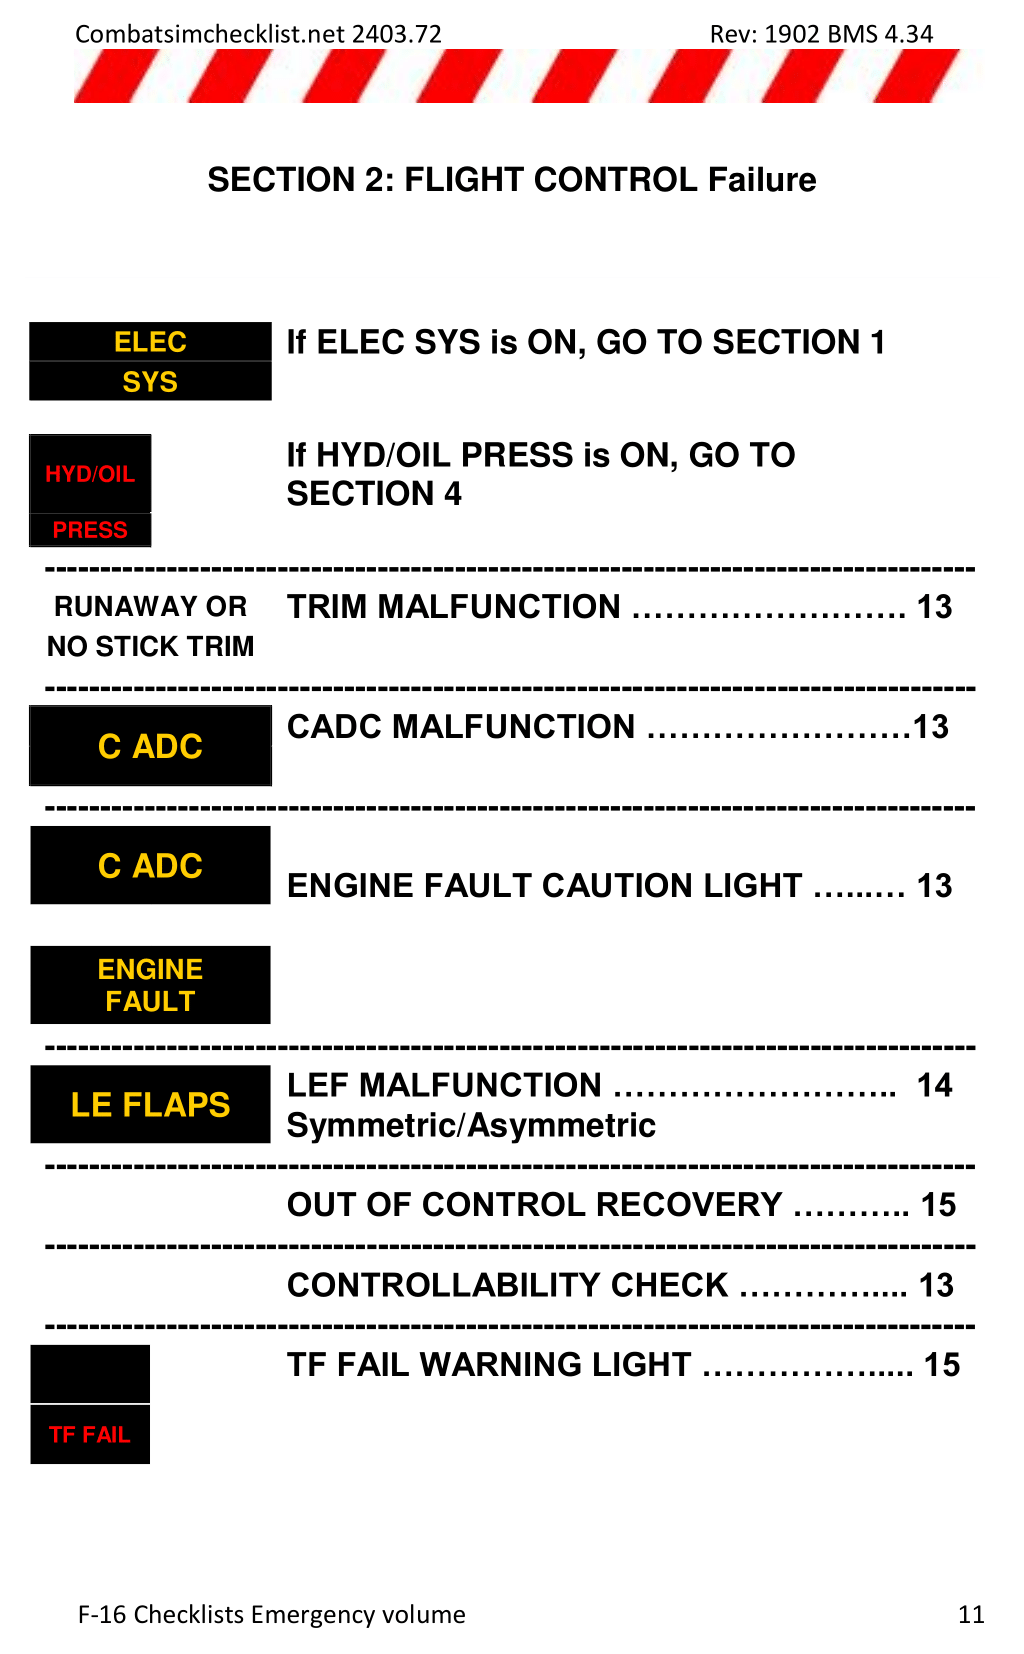 Combatsimchecklist.net 2403.72 Rev: 1902 BMS 4.34
SECTION 2: FLIGHT CONTROL Failure
ELEC
SYS
If ELEC SYS is ON, GO TO SECTION 1
HYD/OIL
PRESS
If HYD/OIL PRESS is ON, GO TO
SECTION 4
--------------------------------------------------------------------------------------
RUNAWAY OR
NO STICK TRIM
TRIM MALFUNCTION ……………………. 13
--------------------------------------------------------------------------------------
C ADC
CADC MALFUNCTION ……………………13
--------------------------------------------------------------------------------------
C ADC
ENGINE FAULT CAUTION LIGHT …...… 13
ENGINE
FAULT
--------------------------------------------------------------------------------------
LE FLAPS
LEF MALFUNCTION …………………….. 14
Symmetric/Asymmetric
--------------------------------------------------------------------------------------
OUT OF CONTROL RECOVERY ……….. 15
--------------------------------------------------------------------------------------
CONTROLLABILITY CHECK …………..... 13
--------------------------------------------------------------------------------------
TF FAIL WARNING LIGHT ……………..... 15
TF FAIL
F-16 Checklists Emergency volume 11